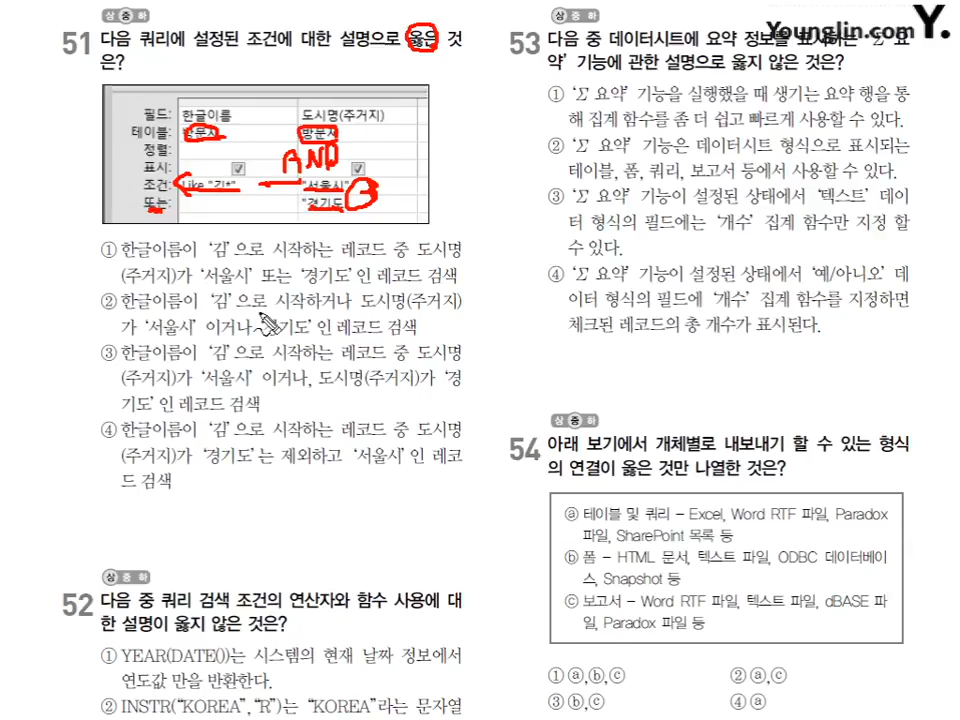 상 중 하
51 다음 쿼리에 설정된 조건에 대한 설명으로 옳은 것
은?
필드: 한글이름 도시명(주거지)
테이블: 방문자 방문자
정렬:
표시:
조건: Like "김*" "서울시"
또는: "경기도
AND
① 한글이름이 '김'으로 시작하는 레코드 중 도시명
(주거지)가 '서울시' 또는 '경기도'인 레코드 검색
② 한글이름이 '김'으로 시작하거나 도시명(주거지)
가 '서울시' 이거나 기도'인 레코드 검색
③ 한글이름이 '김'으로 시작하는 레코드 중 도시명
(주거지)가 '서울시' 이거나, 도시명(주거지)가 '경
기도'인 레코드 검색
④ 한글이름이 '김'으로 시작하는 레코드 중 도시명
(주거지)가 '경기도'는 제외하고 '서울시'인 레코
드 검색
상 중 하
52 다음 중 쿼리 검색 조건의 연산자와 함수 사용에 대
한 설명이 옳지 않은 것은?
① YEAR(DATE())는 시스템의 현재 날짜 정보에서
연도값 만을 반환한다.
② INSTR("KOREA","R")는 "KOREA"라는 문자열
상 중 하
Younglin.com Y.
53 다음 중 데이터시트에 요약 정보를 표시하는 'Σ 요
약' 기능에 관한 설명으로 옳지 않은 것은?
① 'Σ 요약' 기능을 실행했을 때 생기는 요약 행을 통
해 집계 함수를 좀 더 쉽고 빠르게 사용할 수 있다.
② 'Σ 요약' 기능은 데이터시트 형식으로 표시되는
테이블, 폼, 쿼리, 보고서 등에서 사용할 수 있다.
③ 'Σ 요약' 기능이 설정된 상태에서 '텍스트' 데이
터 형식의 필드에는 '개수' 집계 함수만 지정 할
수 있다.
④ 'Σ 요약' 기능이 설정된 상태에서 '예/아니오' 데
이터 형식의 필드에 '개수' 집계 함수를 지정하면
체크된 레코드의 총 개수가 표시된다.
상 중 하
54 아래 보기에서 개체별로 내보내기 할 수 있는 형식
의 연결이 옳은 것만 나열한 것은?
ⓐ 테이블 및 쿼리 – Excel, Word RTF 파일, Paradox
파일, SharePoint 목록 등
ⓑ 폼 – HTML 문서, 텍스트 파일, ODBC 데이터베이
스, Snapshot 등
ⓒ 보고서 – Word RTF 파일, 텍스트 파일, dBASE 파
일, Paradox 파일 등
① ⓐ,ⓑ,ⓒ ② ⓐ,ⓒ
③ ⓑ,ⓒ ④ ⓐ